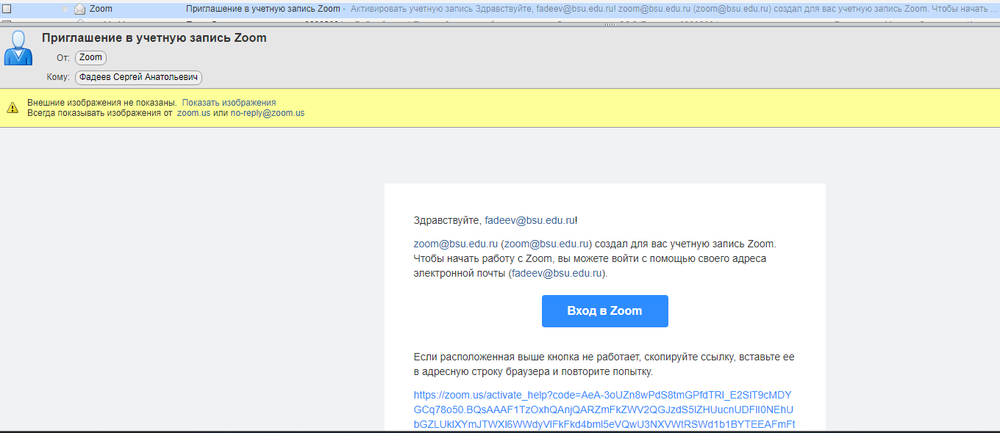 Zoom Приглашение в учетную запись Zoom - Активировать учетную запись Здравствуйте, fadeev@bsu.edu.ru! zoom@bsu.edu.ru (zoom@bsu.edu.ru) создал для вас учетную запись Zoom. Чтобы начать ...
Приглашение в учетную запись Zoom
От: Zoom
Кому: Фадеев Сергей Анатольевич
Внешние изображения не показаны. Показать изображения
Всегда показывать изображения от zoom.us или no-reply@zoom.us
Здравствуйте, fadeev@bsu.edu.ru!
zoom@bsu.edu.ru (zoom@bsu.edu.ru) создал для вас учетную запись Zoom.
Чтобы начать работу с Zoom, вы можете войти с помощью своего адреса
электронной почты (fadeev@bsu.edu.ru).
Вход в Zoom
Если расположенная выше кнопка не работает, скопируйте ссылку, вставьте ее
в адресную строку браузера и повторите попытку.
https://zoom.us/activate_help?code=AeA-3oUZn8wPdS8tmGPfdTRI_E2SIT9cMDY
GCq78o50.BQsAAAF1TzOxhQAnjQARZmFkZWV2QGJzdS5lZHUucnUDFII0NEhU
bGZLUklXYmJTWXl6WWdyVlFkFkd4bml5eVQwU3NXVWtRSWd1b1BYTEEAFmFt